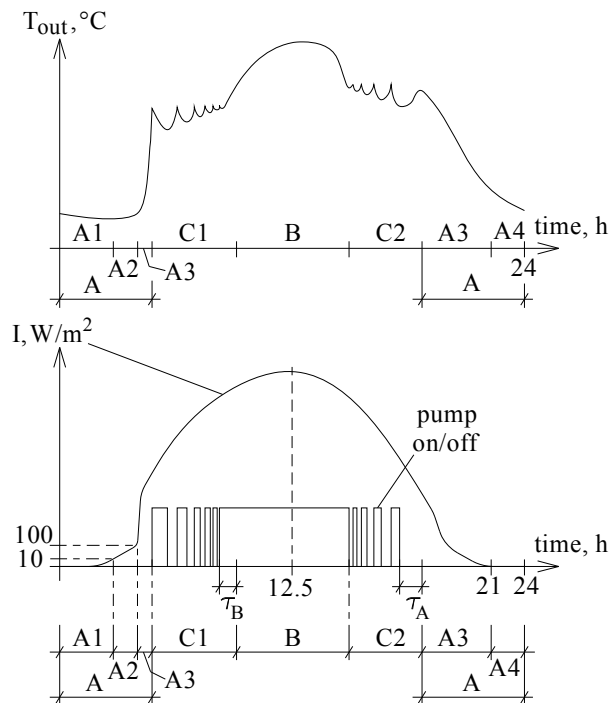 T_out, °C
A1
C1
B
C2
A3
A4
time, h
A2
A3
24
A
A
I, W/m²
pump
on/off
100
10
time, h
τ_B
12.5
τ_A
21
24
A1
A2
C1
B
C2
A3
A4
A3
A
A